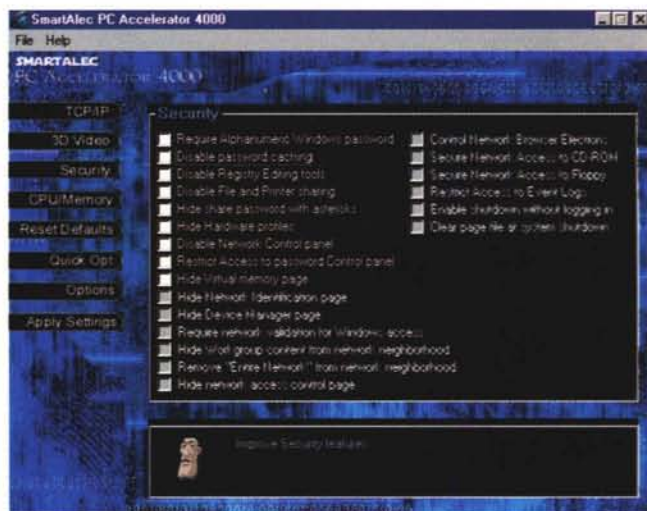 SmartAlec PC Accelerator 4000
File Help
SMARTALEC
PC Accelerator 4000
TCP/IP
3D Video
Security
CPU/Memory
Reset Defaults
Quick Opt
Options
Apply Settings
Security
Require Alphanumeric Windows password
Disable password caching
Disable Registry Editing tools
Disable File and Printer sharing
Hide share password with asterisks
Hide Hardware profiles
Disable Network Control panel
Restrict Access to password Control panel
Hide Virtual memory page
Hide Network Identification page
Hide Device Manager page
Require network validation for Windows access
Hide Workgroup content from network neighborhood
Remove "Entire Network" from network neighborhood
Hide network access control page
Control Network Browser Elections
Secure Network Access to CD-ROM
Secure Network Access to Floppy
Restrict Access to Event Logs
Enable shutdown without logging in
Clear page file at system shutdown
Improve Security features